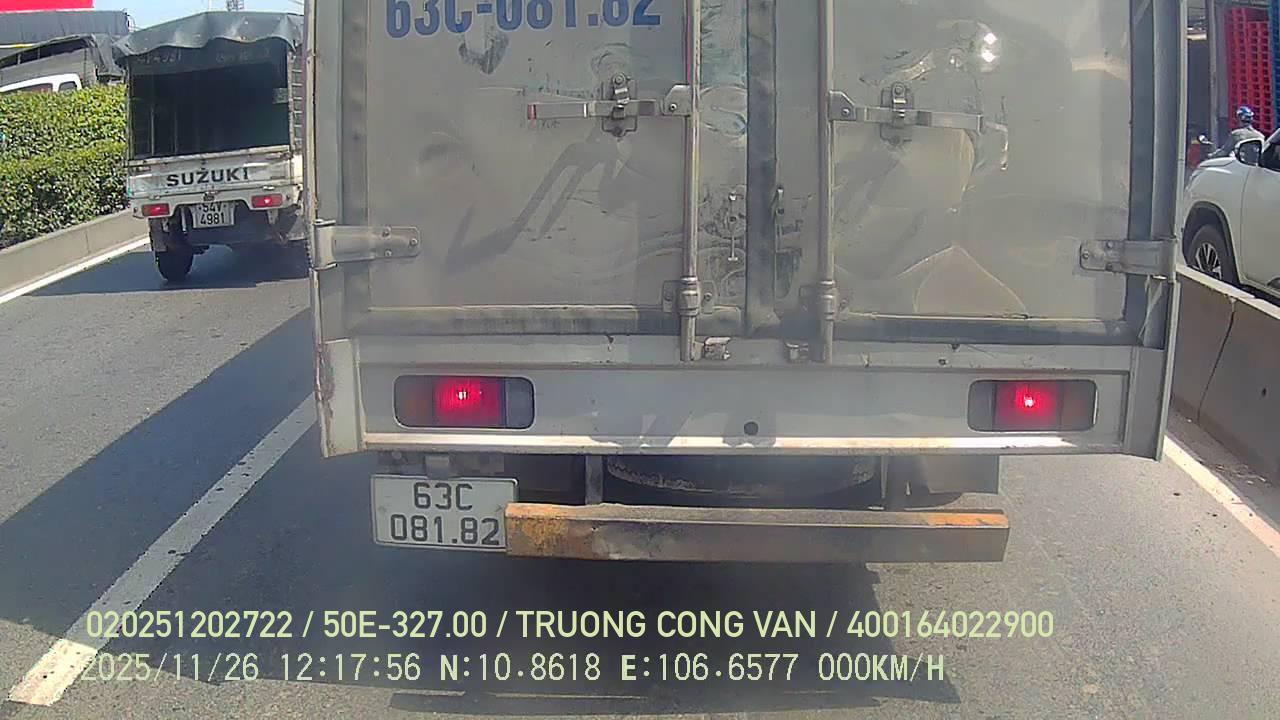 63C-081.82
SUZUKI
54V
4981
63C
081.82
020251202722 / 50E-327.00 / TRUONG CONG VAN / 400164022900
2025/11/26 12:17:56 N:10.8618 E:106.6577 000KM/H